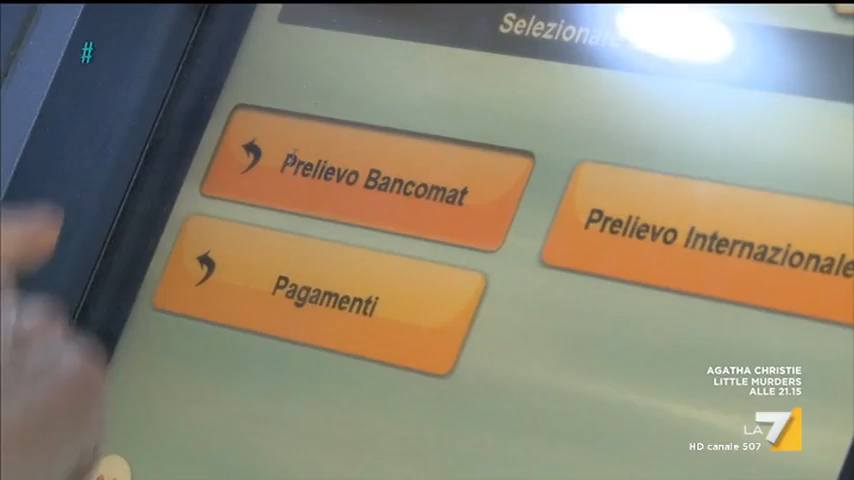 #
Selezionare
Prelievo Bancomat
Prelievo Internazionale
Pagamenti
AGATHA CHRISTIE
LITTLE MURDERS
ALLE 21.15
LA7
HD canale 507